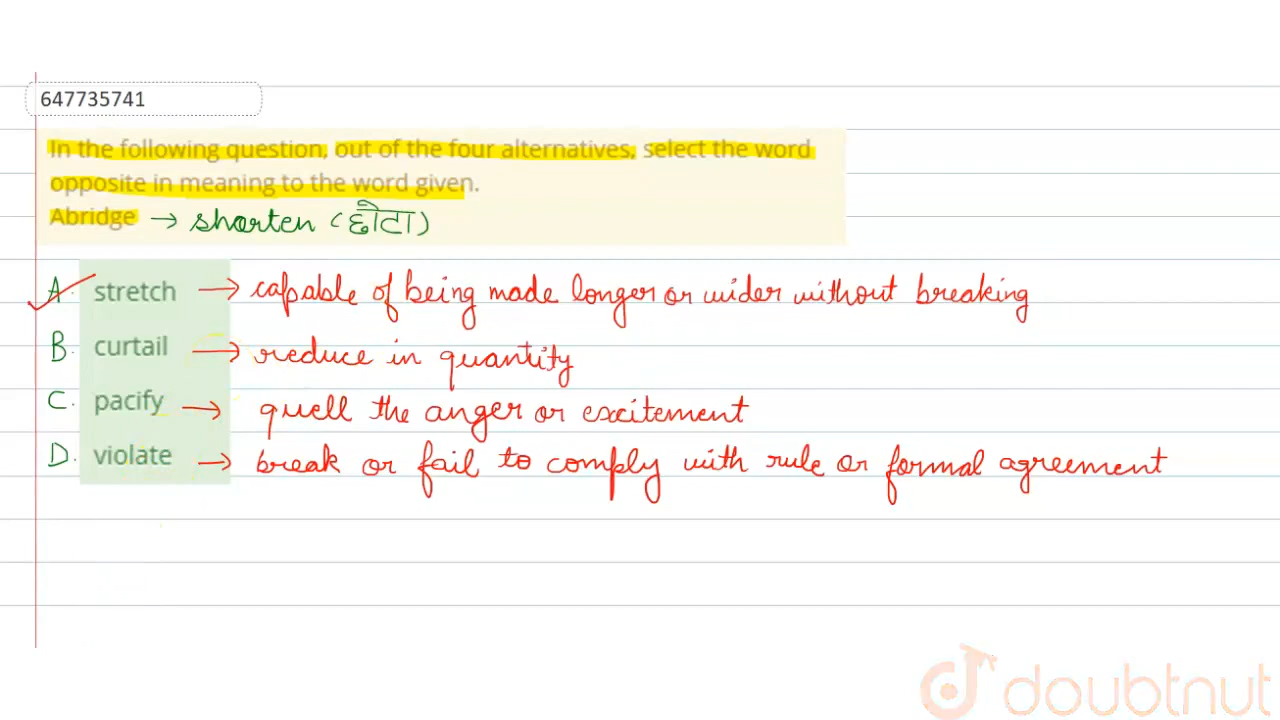 647735741
In the following question, out of the four alternatives, select the word
opposite in meaning to the word given.
Abridge → shorten (छोटा)
A. stretch → capable of being made longer or wider without breaking
B. curtail → reduce in quantity
C. pacify → quell the anger or excitement
D. violate → break or fail to comply with rule or formal agreement
doubtnut